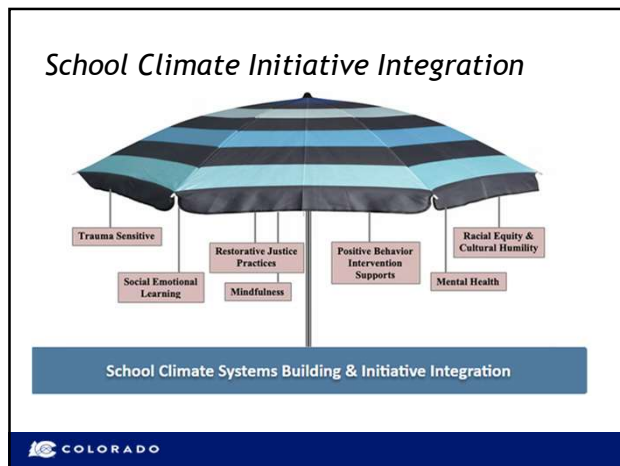 School Climate Initiative Integration
Trauma Sensitive
Social Emotional
Learning
Restorative Justice
Practices
Mindfulness
Positive Behavior
Intervention
Supports
Mental Health
Racial Equity &
Cultural Humility
School Climate Systems Building & Initiative Integration
COLORADO